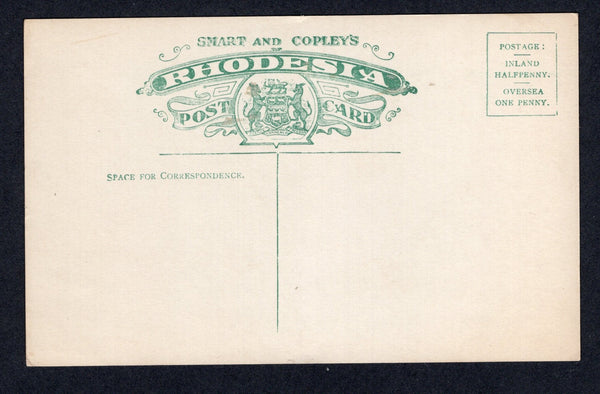 SMART AND COPLEY'S
RHODESIA
POST CARD
POSTAGE:
INLAND
HALFPENNY.
OVERSEA
ONE PENNY.
SPACE FOR CORRESPONDENCE.